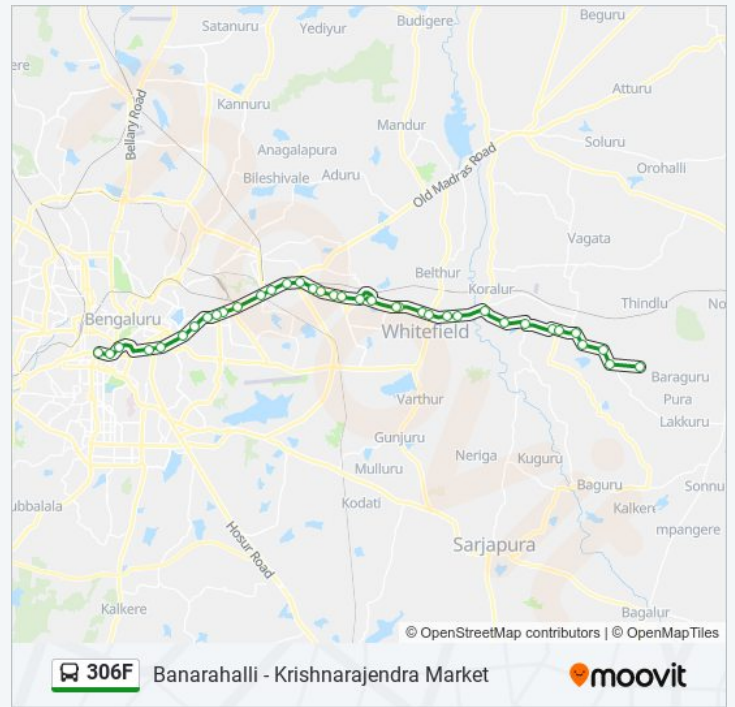 Satanuru
Yediyur
Budigere
Beguru
ere
Atturu
Kannuru
Bellary Road
Mandur
Soluru
Anagalapura
Bileshivale
Aduru
Orohalli
Old Madras Road
Vagata
Belthur
Koralur
Thindlu
No
Bengaluru
Whitefield
Baraguru
Varthur
Pura
Lakkuru
Gunjuru
Mulluru
Neriga
Kuguru
Baguru
Sonnu
ubbalala
Kodati
Kalkere
mpangere
Hosur Road
Sarjapura
Kalkere
Bagalur
© OpenStreetMap contributors | © OpenMapTiles
306F Banarahalli - Krishnarajendra Market
moovit